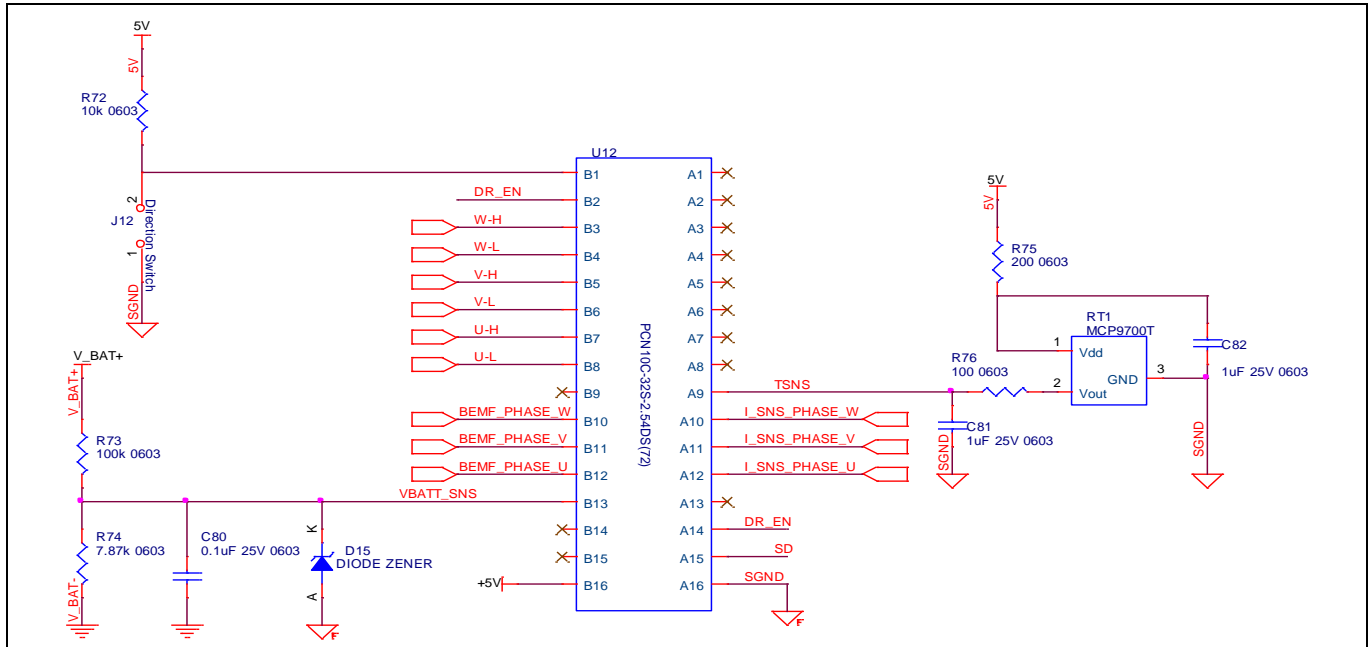 5V
5V
R72
10k 0603
2
J12
1
Direction Switch
SGND
V_BAT+
V_BAT+
R73
100k 0603
R74
7.87k 0603
V_BAT-
C80
0.1uF 25V 0603
K
D15
DIODE ZENER
A
F
VBATT_SNS
DR_EN
W-H
W-L
V-H
V-L
U-H
U-L
BEMF_PHASE_W
BEMF_PHASE_V
BEMF_PHASE_U
+5V
U12
B1
B2
B3
B4
B5
B6
B7
B8
B9
B10
B11
B12
B13
B14
B15
B16
PCN10C-32S-2.54DS(72)
A1
A2
A3
A4
A5
A6
A7
A8
A9
A10
A11
A12
A13
A14
A15
A16
TSNS
I_SNS_PHASE_W
I_SNS_PHASE_V
I_SNS_PHASE_U
DR_EN
SD
SGND
F
5V
5V
R75
200 0603
R76
100 0603
C81
1uF 25V 0603
SGND
RT1
MCP9700T
1
Vdd
GND
3
2
Vout
C82
1uF 25V 0603
SGND